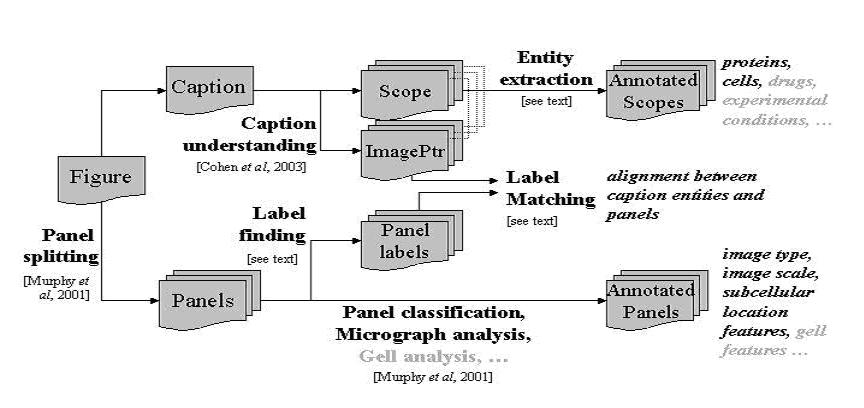 Caption
Caption
understanding
[Cohen et al, 2003]
Figure
Scope
ImagePtr
Entity
extraction
[see text]
Annotated
Scopes
proteins,
cells, drugs,
experimental
conditions, ...
Label
Matching
[see text]
alignment between
caption entities and
panels
Panel
splitting
[Murphy et
al, 2001]
Label
finding
[see text]
Panel
labels
Panels
Panel classification,
Micrograph analysis,
Gell analysis, ...
[Murphy et al, 2001]
Annotated
Panels
image type,
image scale,
subcellular
location
features, gell
features ...